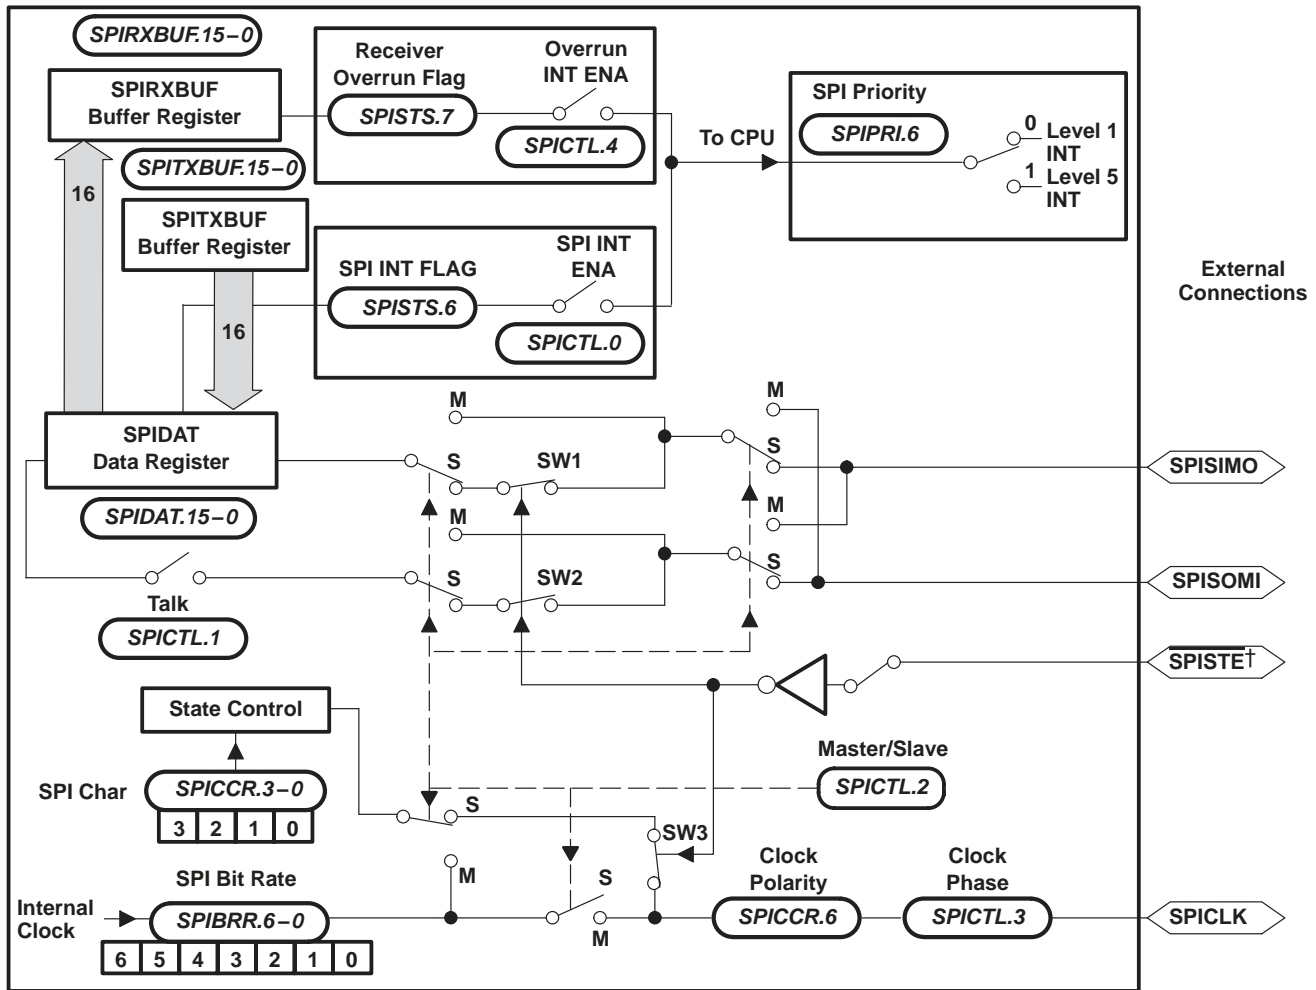 SPIRXBUF.15–0
SPIRXBUF
Buffer Register
SPITXBUF.15–0
16
SPITXBUF
Buffer Register
16
Receiver
Overrun Flag
SPISTS.7
Overrun
INT ENA
SPICTL.4
To CPU
SPI Priority
SPIPRI.6
0
Level 1
INT
1
Level 5
INT
SPI INT FLAG
SPISTS.6
SPI INT
ENA
SPICTL.0
External
Connections
SPIDAT
Data Register
SPIDAT.15–0
M
S
SW1
M
S
SPISIMO
M
S
SW2
M
S
SPISOMI
Talk
SPICTL.1
SPISTE†
State Control
Master/Slave
SPICTL.2
SPI Char
SPICCR.3–0
3 2 1 0
S
M
SW3
SPI Bit Rate
Internal
Clock
SPIBRR.6–0
6 5 4 3 2 1 0
S
M
Clock
Polarity
SPICCR.6
Clock
Phase
SPICTL.3
SPICLK